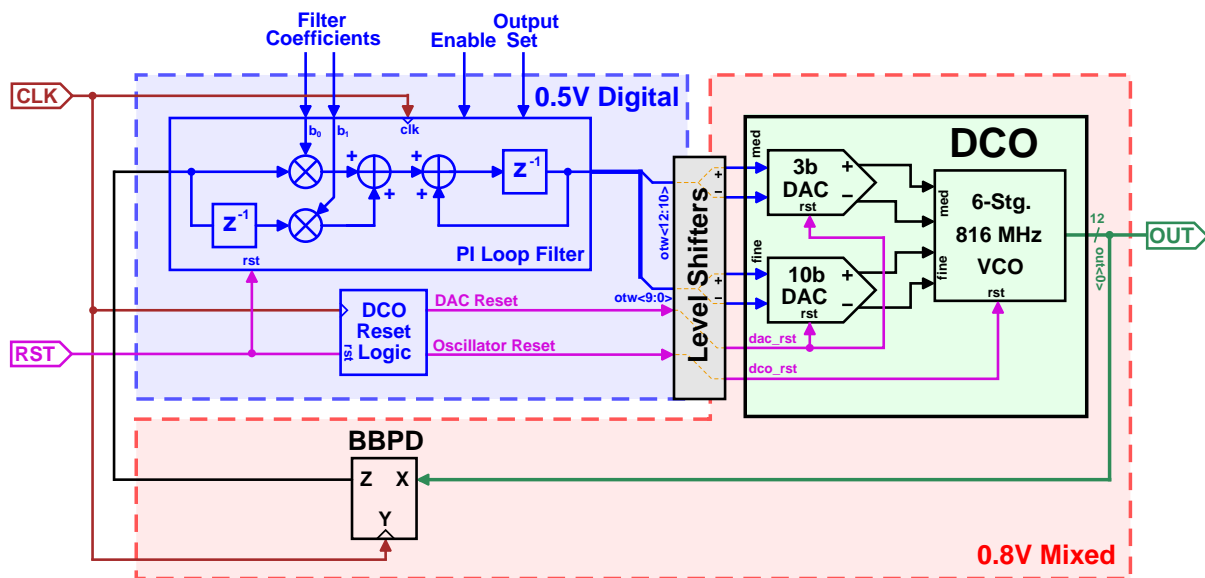 Filter
Coefficients
Enable
Output
Set
CLK
0.5V Digital
b₀
b₁
clk
z⁻¹
z⁻¹
+
+
+
+
PI Loop Filter
rst
otw<12:10>
otw<9:0>
RST
DCO
Reset
Logic
rst
DAC Reset
Oscillator Reset
Level Shifters
+
−
+
−
DCO
med
3b
DAC
rst
+
−
fine
10b
DAC
rst
+
−
med
fine
6-Stg.
816 MHz
VCO
rst
dac_rst
dco_rst
12
out<0>
OUT
BBPD
Z
X
Y
0.8V Mixed